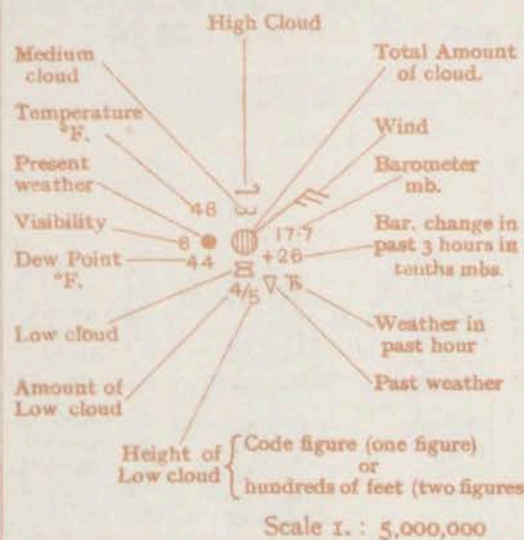 High Cloud
Medium
cloud
Total Amount
of cloud.
Temperature
°F.
Wind
Present
weather
Barometer
mb.
48
Visibility
8
17·7
Bar. change in
past 3 hours in
tenths mbs.
+26
Dew Point
°F.
44
4/5
Low cloud
Weather in
past hour
Amount of
Low cloud
Past weather
Height of
Low cloud
Code figure (one figure)
or
hundreds of feet (two figures
Scale 1. : 5,000,000